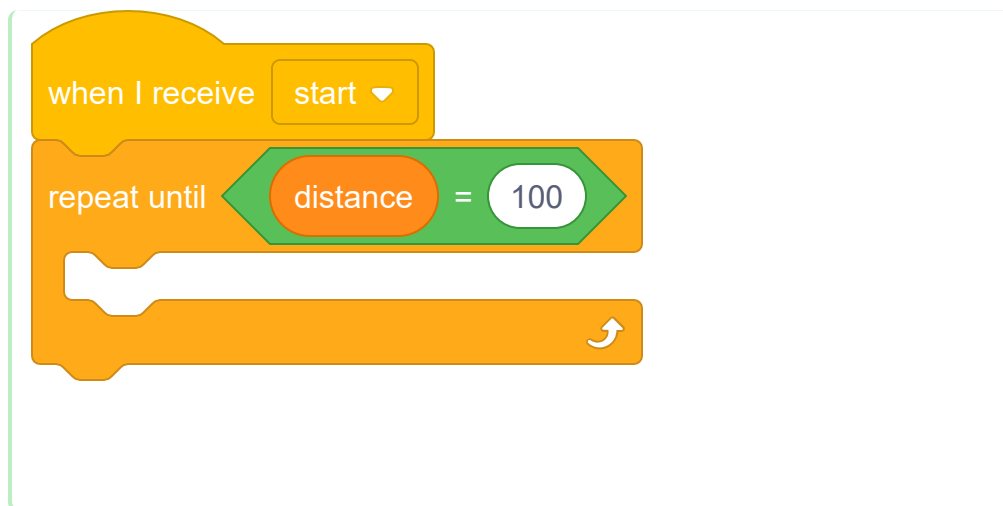 when I receive start
repeat until distance = 100